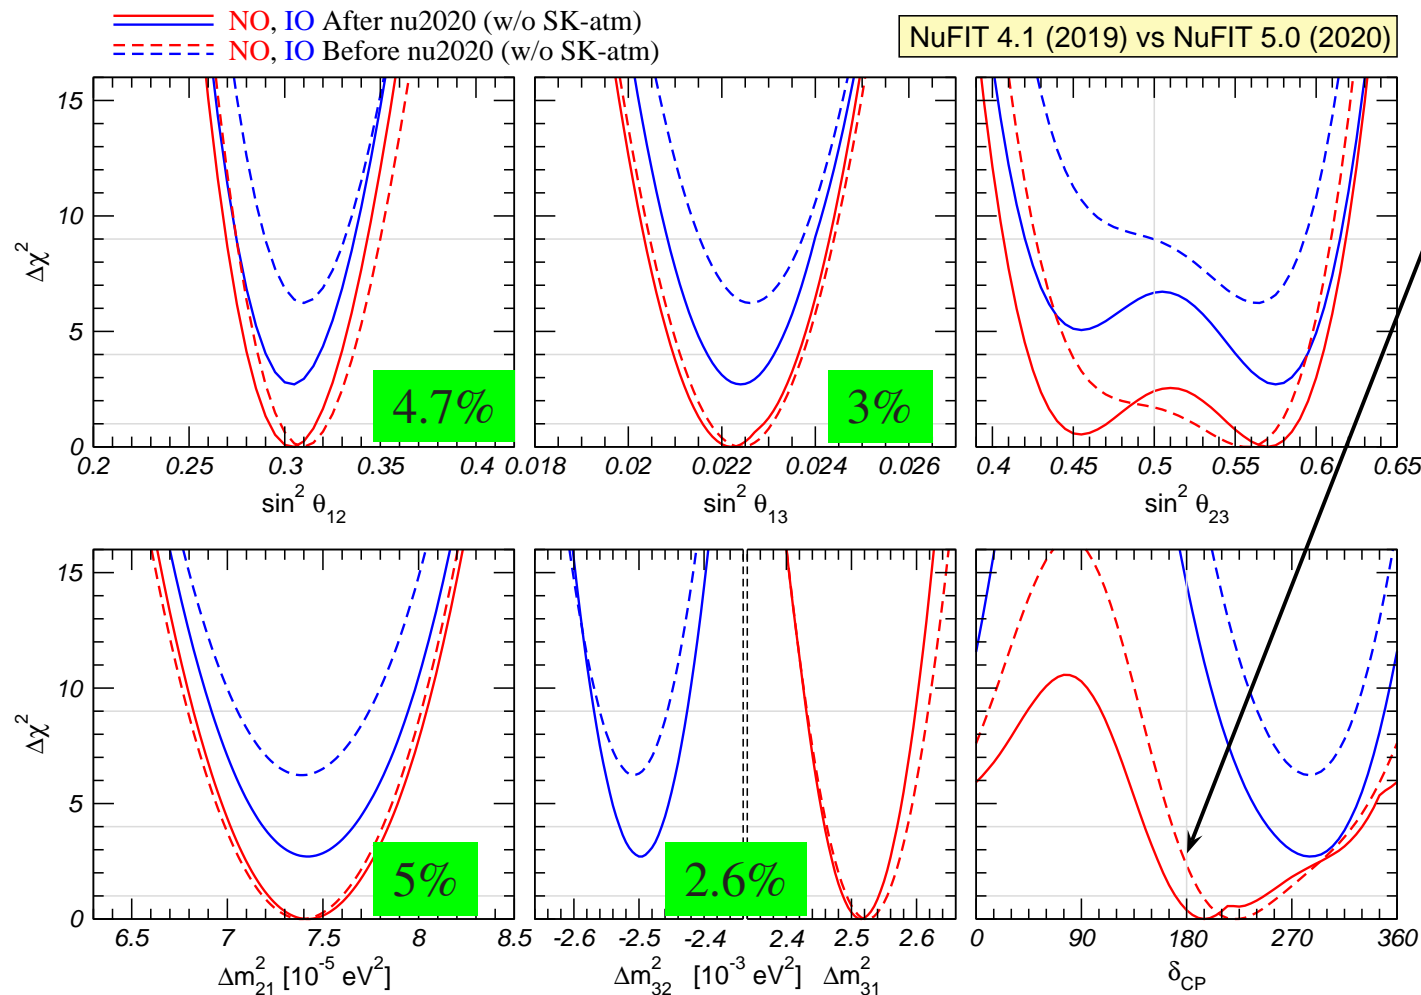 NO, IO After nu2020 (w/o SK-atm)
NO, IO Before nu2020 (w/o SK-atm)
NuFIT 4.1 (2019) vs NuFIT 5.0 (2020)
15
10
5
0
Δχ²
4.7%
3%
0.2 0.25 0.3 0.35 0.4
0.018 0.02 0.022 0.024 0.026
0.4 0.45 0.5 0.55 0.6 0.65
sin² θ₁₂
sin² θ₁₃
sin² θ₂₃
15
10
5
0
Δχ²
5%
2.6%
6.5 7 7.5 8 8.5
-2.6 -2.5 -2.4
2.4 2.5 2.6
0 90 180 270 360
Δm²₂₁ [10⁻⁵ eV²]
Δm²₃₂ [10⁻³ eV²] Δm²₃₁
δCP